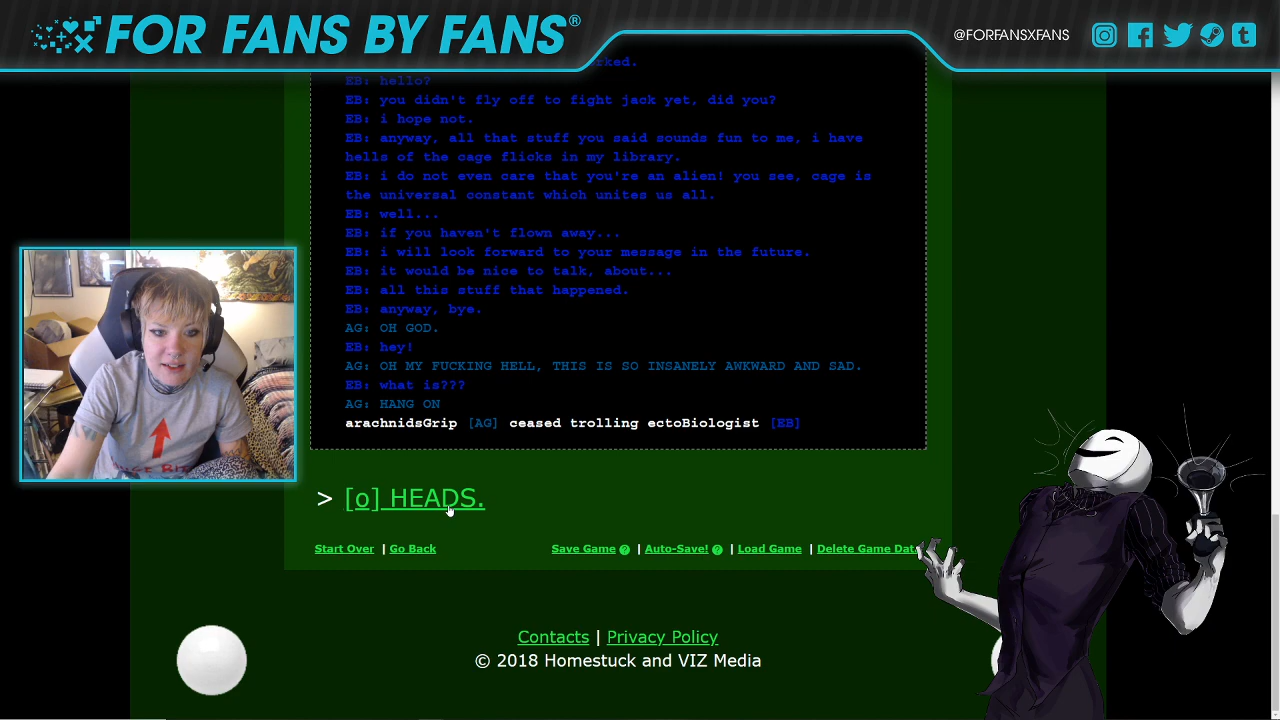 FOR FANS BY FANS®
@FORFANSXFANS
EB: hello?
EB: you didn't fly off to fight jack yet, did you?
EB: i hope not.
EB: anyway, all that stuff you said sounds fun to me, i have
hells of the cage flicks in my library.
EB: i do not even care that you're an alien! you see, cage is
the universal constant which unites us all.
EB: well...
EB: if you haven't flown away...
EB: i will look forward to your message in the future.
EB: it would be nice to talk, about...
EB: all this stuff that happened.
EB: anyway, bye.
AG: OH GOD.
EB: hey!
AG: OH MY FUCKING HELL, THIS IS SO INSANELY AWKWARD AND SAD.
EB: what is???
AG: HANG ON
arachnidsGrip [AG] ceased trolling ectoBiologist [EB]
> [o] HEADS.
Start Over | Go Back
Save Game ? | Auto-Save! ? | Load Game | Delete Game Dat
Contacts | Privacy Policy
© 2018 Homestuck and VIZ Media